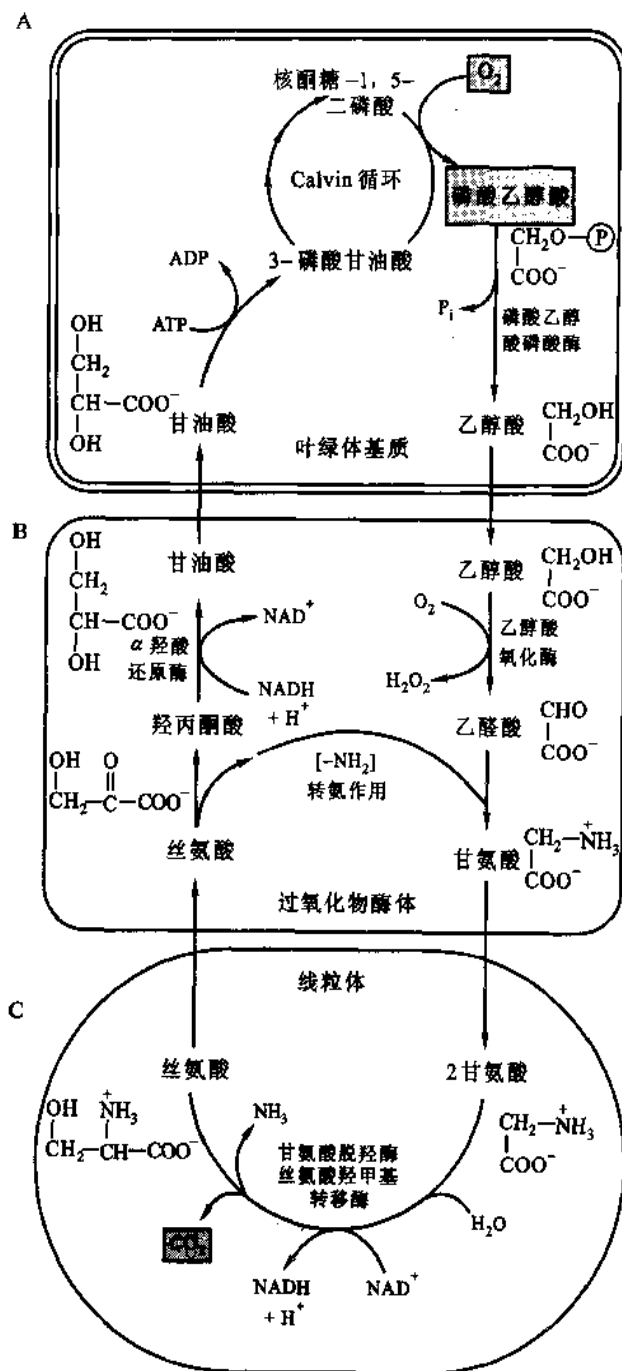 A
核酮糖-1, 5-
二磷酸
O₂
Calvin 循环
磷酸乙醇酸
CH₂O—Ⓟ
COO⁻
3-磷酸甘油酸
ADP
ATP
Pᵢ
磷酸乙醇
酸磷酸酶
OH
CH₂
CH—COO⁻
OH
甘油酸
乙醇酸
CH₂OH
COO⁻
叶绿体基质
B
OH
CH₂
CH—COO⁻
OH
甘油酸
乙醇酸
CH₂OH
COO⁻
NAD⁺
O₂
乙醇酸
氧化酶
α羟酸
还原酶
H₂O₂
NADH
+ H⁺
羟丙酮酸
乙醛酸
CHO
COO⁻
[-NH₂]
转氨作用
OH O
CH₂—C—COO⁻
丝氨酸
甘氨酸
CH₂—N⁺H₃
COO⁻
过氧化物酶体
线粒体
C
丝氨酸
2甘氨酸
OH N⁺H₃
CH₂—CH—COO⁻
NH₃
甘氨酸脱羟酶
丝氨酸羟甲基
转移酶
CH₂—N⁺H₃
COO⁻
H₂O
CO₂
NADH
+ H⁺
NAD⁺